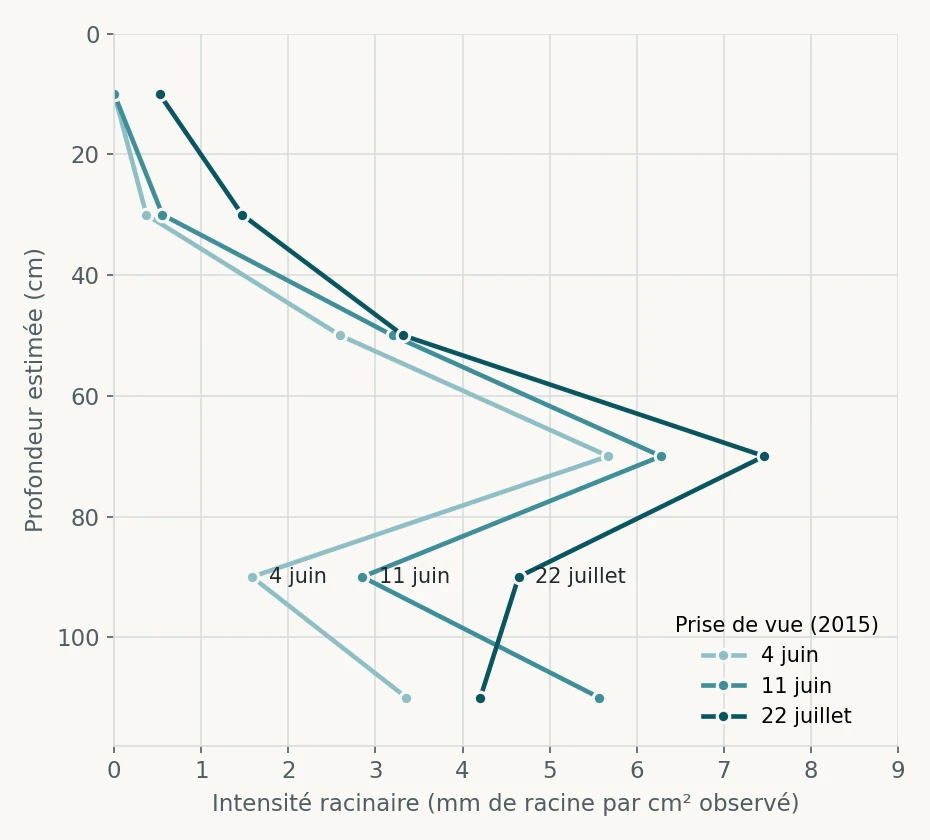 0
20
40
60
80
100
Profondeur estimée (cm)
4 juin
11 juin
22 juillet
Prise de vue (2015)
4 juin
11 juin
22 juillet
0 1 2 3 4 5 6 7 8 9
Intensité racinaire (mm de racine par cm² observé)